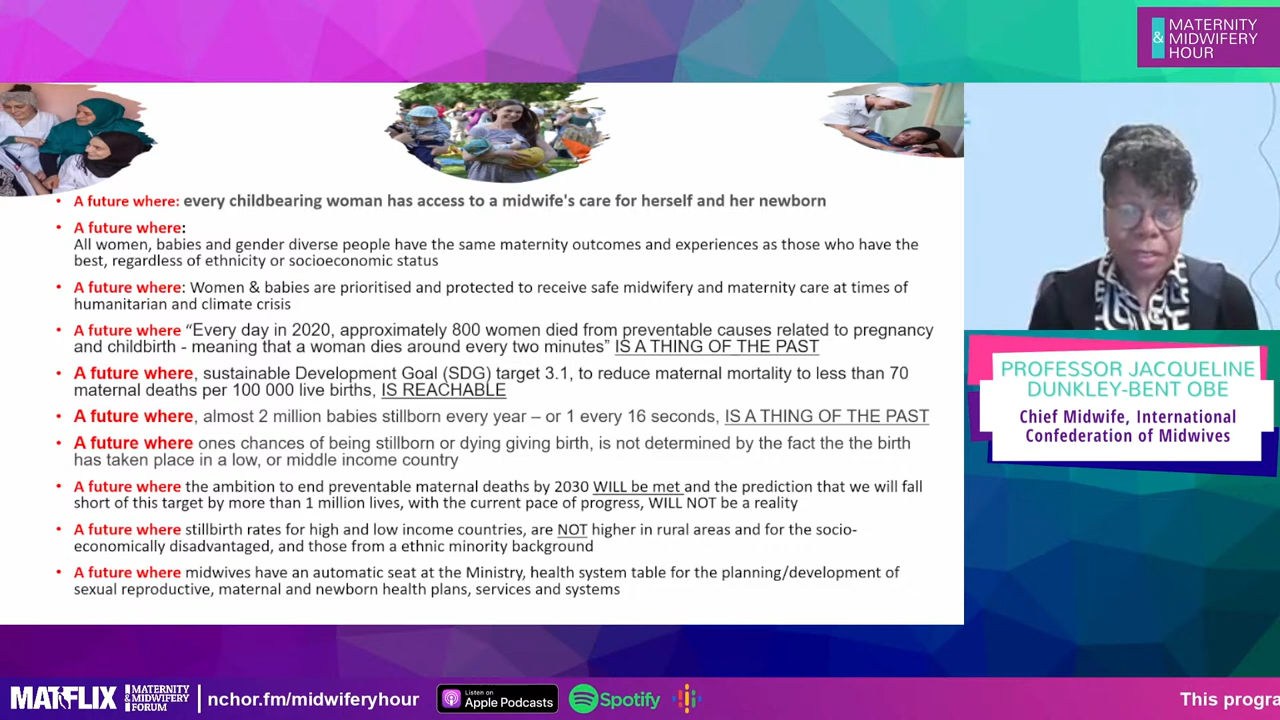 MATERNITY
& MIDWIFERY
HOUR
• A future where: every childbearing woman has access to a midwife's care for herself and her newborn
• A future where:
All women, babies and gender diverse people have the same maternity outcomes and experiences as those who have the
best, regardless of ethnicity or socioeconomic status
• A future where: Women & babies are prioritised and protected to receive safe midwifery and maternity care at times of
humanitarian and climate crisis
• A future where “Every day in 2020, approximately 800 women died from preventable causes related to pregnancy
and childbirth - meaning that a woman dies around every two minutes” IS A THING OF THE PAST
• A future where, sustainable Development Goal (SDG) target 3.1, to reduce maternal mortality to less than 70
maternal deaths per 100 000 live births, IS REACHABLE
• A future where, almost 2 million babies stillborn every year – or 1 every 16 seconds, IS A THING OF THE PAST
• A future where ones chances of being stillborn or dying giving birth, is not determined by the fact the the birth
has taken place in a low, or middle income country
• A future where the ambition to end preventable maternal deaths by 2030 WILL be met and the prediction that we will fall
short of this target by more than 1 million lives, with the current pace of progress, WILL NOT be a reality
• A future where stillbirth rates for high and low income countries, are NOT higher in rural areas and for the socio-
economically disadvantaged, and those from a ethnic minority background
• A future where midwives have an automatic seat at the Ministry, health system table for the planning/development of
sexual reproductive, maternal and newborn health plans, services and systems
PROFESSOR JACQUELINE
DUNKLEY-BENT OBE
Chief Midwife, International
Confederation of Midwives
MATFLIX
MATERNITY
& MIDWIFERY
FORUM
nchor.fm/midwiferyhour
Listen on
Apple Podcasts
Spotify
This progra